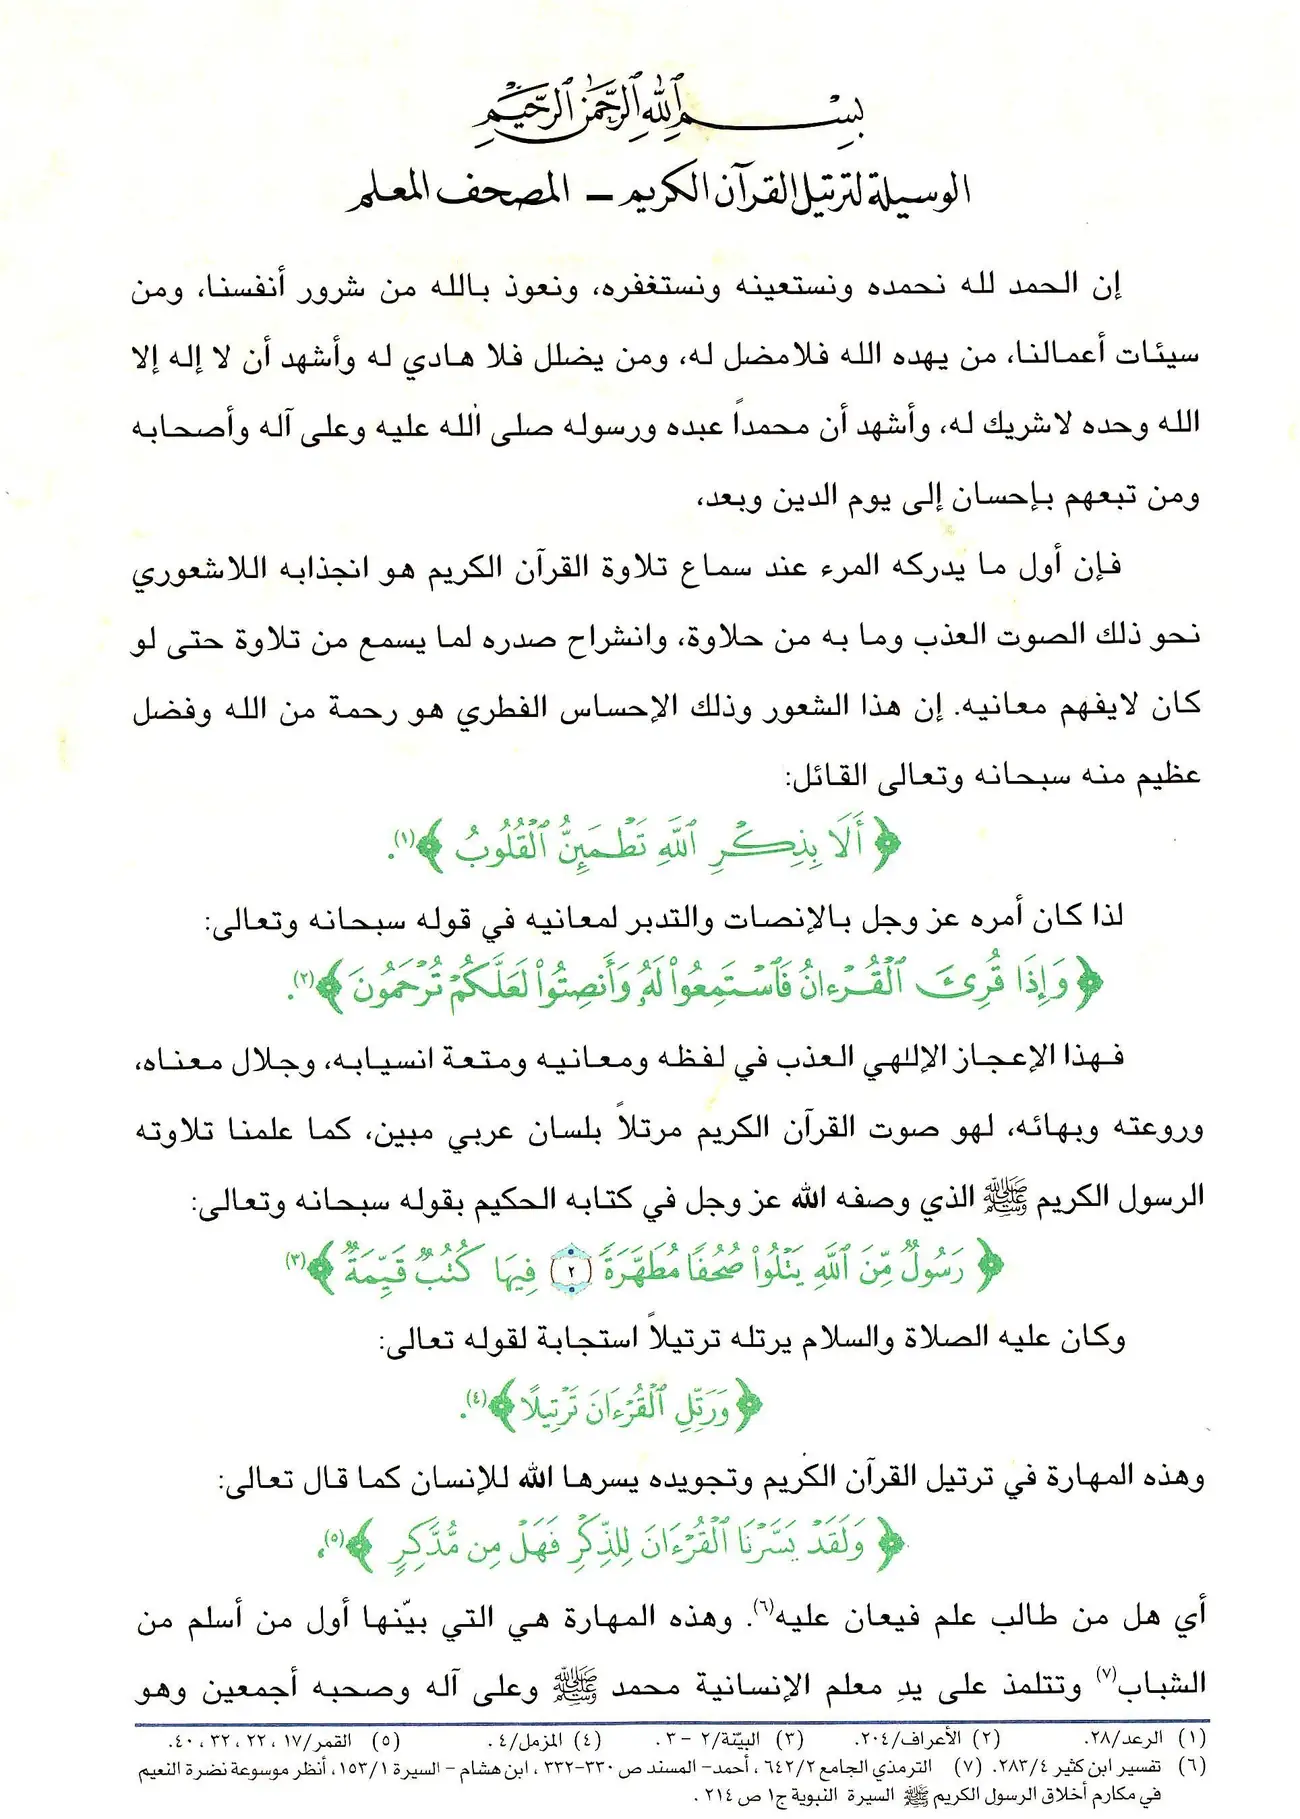 بسم الله الرحمن الرحيم
الوسيلة لترتيل القرآن الكريم – المصحف المعلم
إن الحمد لله نحمده ونستعينه ونستغفره، ونعوذ بالله من شرور أنفسنا، ومن
سيئات أعمالنا، من يهده الله فلامضل له، ومن يضلل فلا هادي له وأشهد أن لا إله إلا
الله وحده لاشريك له، وأشهد أن محمداً عبده ورسوله صلى الله عليه وعلى آله وأصحابه
ومن تبعهم بإحسان إلى يوم الدين وبعد،
فإن أول ما يدركه المرء عند سماع تلاوة القرآن الكريم هو انجذابه اللاشعوري
نحو ذلك الصوت العذب وما به من حلاوة، وانشراح صدره لما يسمع من تلاوة حتى لو
كان لايفهم معانيه. إن هذا الشعور وذلك الإحساس الفطري هو رحمة من الله وفضل
عظيم منه سبحانه وتعالى القائل:
﴿ أَلَا بِذِكْرِ ٱللَّهِ تَطْمَئِنُّ ٱلْقُلُوبُ ﴾(١).
لذا كان أمره عز وجل بالإنصات والتدبر لمعانيه في قوله سبحانه وتعالى:
﴿ وَإِذَا قُرِئَ ٱلْقُرْءَانُ فَٱسْتَمِعُوا۟ لَهُۥ وَأَنصِتُوا۟ لَعَلَّكُمْ تُرْحَمُونَ ﴾(٢).
فهذا الإعجاز الإلهي العذب في لفظه ومعانيه ومتعة انسيابه، وجلال معناه،
وروعته وبهائه، لهو صوت القرآن الكريم مرتلاً بلسان عربي مبين، كما علمنا تلاوته
الرسول الكريم ﷺ الذي وصفه الله عز وجل في كتابه الحكيم بقوله سبحانه وتعالى:
﴿ رَسُولٌ مِّنَ ٱللَّهِ يَتْلُوا۟ صُحُفًا مُّطَهَّرَةً ٢ فِيهَا كُتُبٌ قَيِّمَةٌ ﴾(٣)
وكان عليه الصلاة والسلام يرتله ترتيلاً استجابة لقوله تعالى:
﴿ وَرَتِّلِ ٱلْقُرْءَانَ تَرْتِيلًا ﴾(٤).
وهذه المهارة في ترتيل القرآن الكريم وتجويده يسرها الله للإنسان كما قال تعالى:
﴿ وَلَقَدْ يَسَّرْنَا ٱلْقُرْءَانَ لِلذِّكْرِ فَهَلْ مِن مُّدَّكِرٍ ﴾(٥).
أي هل من طالب علم فيعان عليه(٦). وهذه المهارة هي التي بيّنها أول من أسلم من
الشباب(٧) وتتلمذ على يدِ معلم الإنسانية محمد ﷺ وعلى آله وصحبه أجمعين وهو
(١) الرعد/٢٨. (٢) الأعراف/٢٠٤. (٣) البيّنة/٢ - ٣. (٤) المزمل/٤. (٥) القمر/١٧ ، ٢٢ ، ٣٢ ، ٤٠.
(٦) تفسير ابن كثير ٢٨٣/٤. (٧) الترمذي الجامع ٦٤٢/٢ ، أحمد- المسند ص ٣٣٠-٣٣٢ ، ابن هشام - السيرة ١٥٣/١، أنظر موسوعة نضرة النعيم
في مكارم أخلاق الرسول الكريم ﷺ السيرة النبوية ج١ ص ٢١٤ .